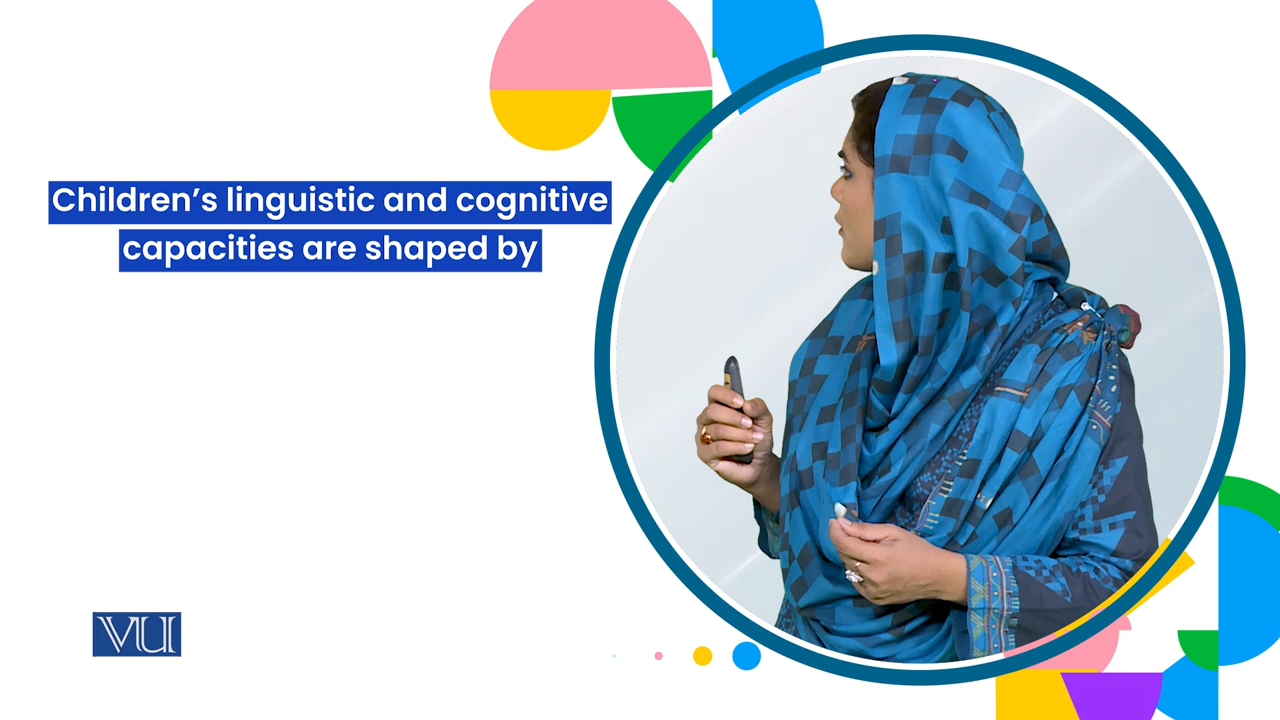 Children’s linguistic and cognitive
capacities are shaped by
VU